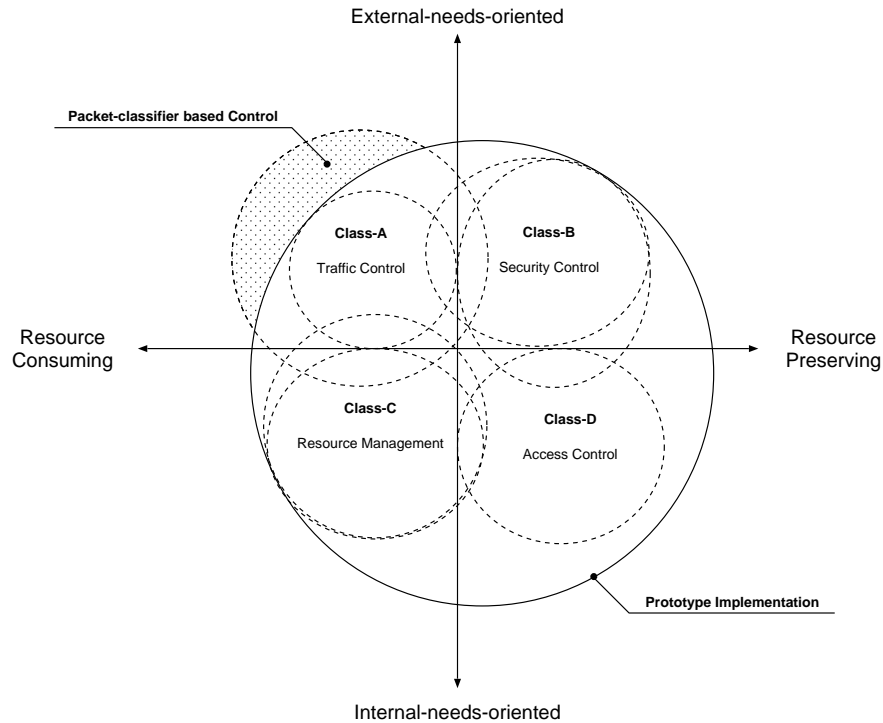 External-needs-oriented
Packet-classifier based Control
Class-A
Traffic Control
Class-B
Security Control
Resource
Consuming
Resource
Preserving
Class-C
Resource Management
Class-D
Access Control
Prototype Implementation
Internal-needs-oriented